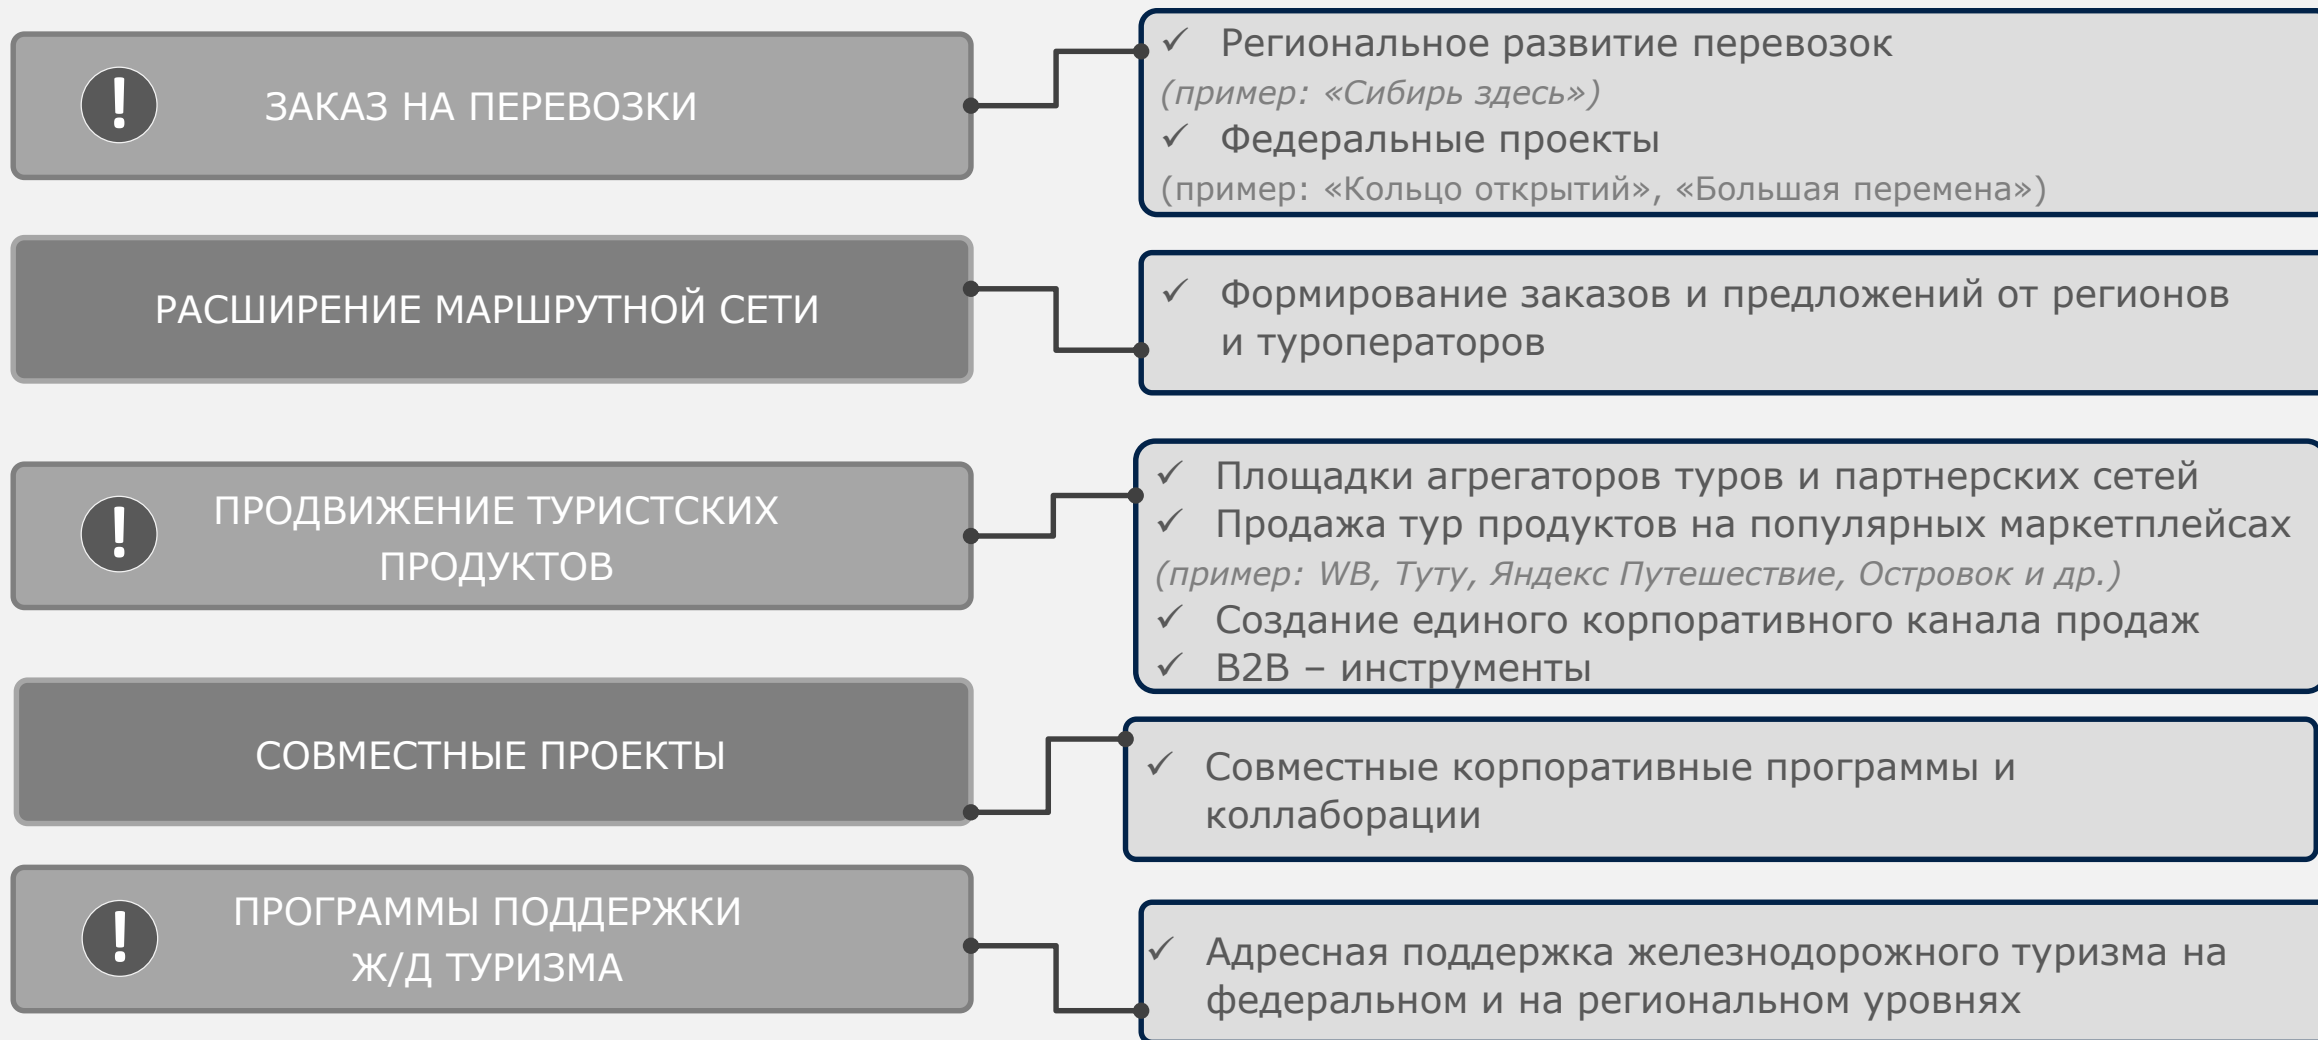 ЗАКАЗ НА ПЕРЕВОЗКИ
✓ Региональное развитие перевозок
(пример: «Сибирь здесь»)
✓ Федеральные проекты
(пример: «Кольцо открытий», «Большая перемена»)
РАСШИРЕНИЕ МАРШРУТНОЙ СЕТИ
✓ Формирование заказов и предложений от регионов
и туроператоров
ПРОДВИЖЕНИЕ ТУРИСТСКИХ
ПРОДУКТОВ
✓ Площадки агрегаторов туров и партнерских сетей
✓ Продажа тур продуктов на популярных маркетплейсах
(пример: WB, Туту, Яндекс Путешествие, Островок и др.)
✓ Создание единого корпоративного канала продаж
✓ B2B – инструменты
СОВМЕСТНЫЕ ПРОЕКТЫ
✓ Совместные корпоративные программы и
коллаборации
ПРОГРАММЫ ПОДДЕРЖКИ
Ж/Д ТУРИЗМА
✓ Адресная поддержка железнодорожного туризма на
федеральном и на региональном уровнях